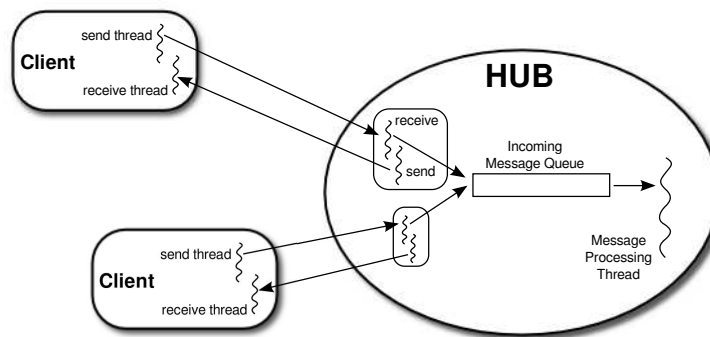 send thread
Client
receive thread
HUB
receive
send
Incoming
Message Queue
Message
Processing
Thread
send thread
Client
receive thread